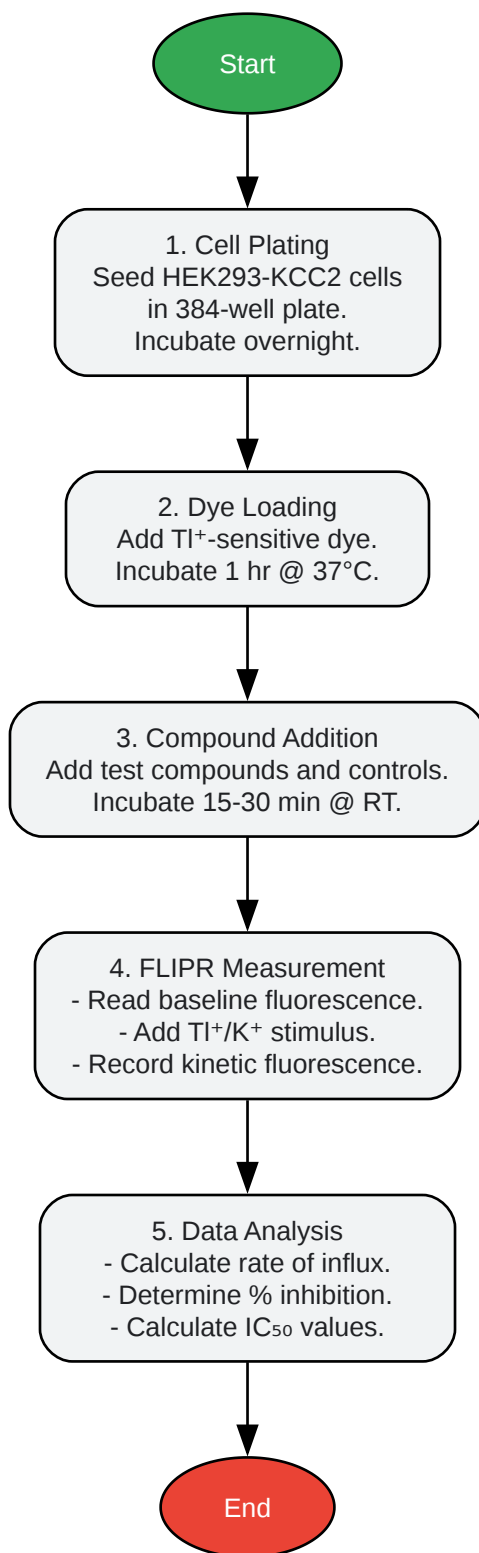 Start
1. Cell Plating
Seed HEK293-KCC2 cells
in 384-well plate.
Incubate overnight.
2. Dye Loading
Add Tl⁺-sensitive dye.
Incubate 1 hr @ 37°C.
3. Compound Addition
Add test compounds and controls.
Incubate 15-30 min @ RT.
4. FLIPR Measurement
- Read baseline fluorescence.
- Add Tl⁺/K⁺ stimulus.
- Record kinetic fluorescence.
5. Data Analysis
- Calculate rate of influx.
- Determine % inhibition.
- Calculate IC₅₀ values.
End